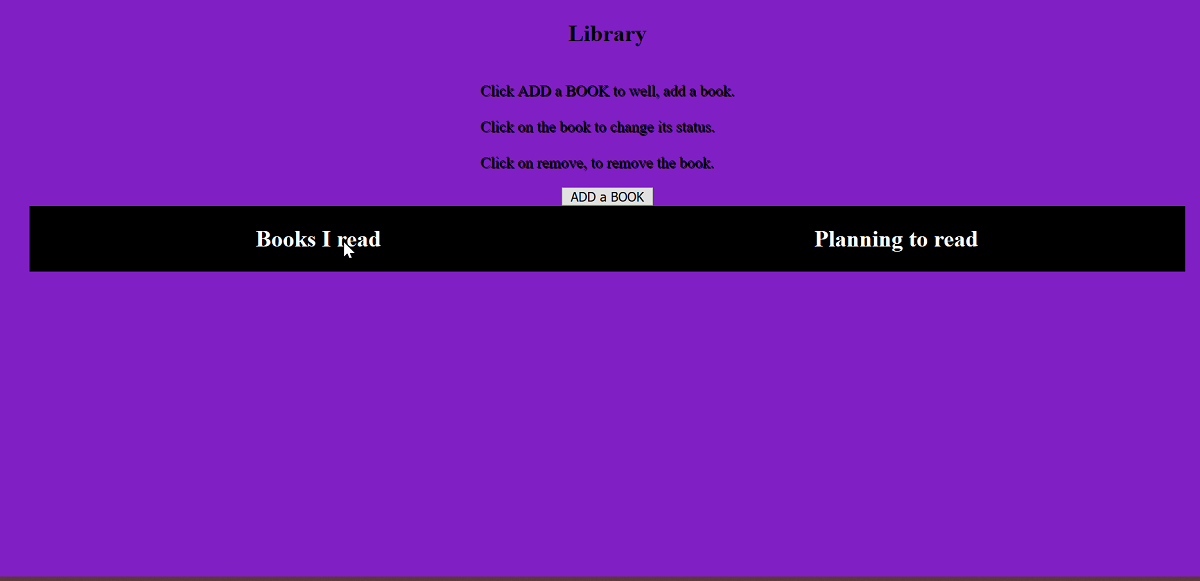 Library
Click ADD a BOOK to well, add a book.
Click on the book to change its status.
Click on remove, to remove the book.
ADD a BOOK
Books I read
Planning to read